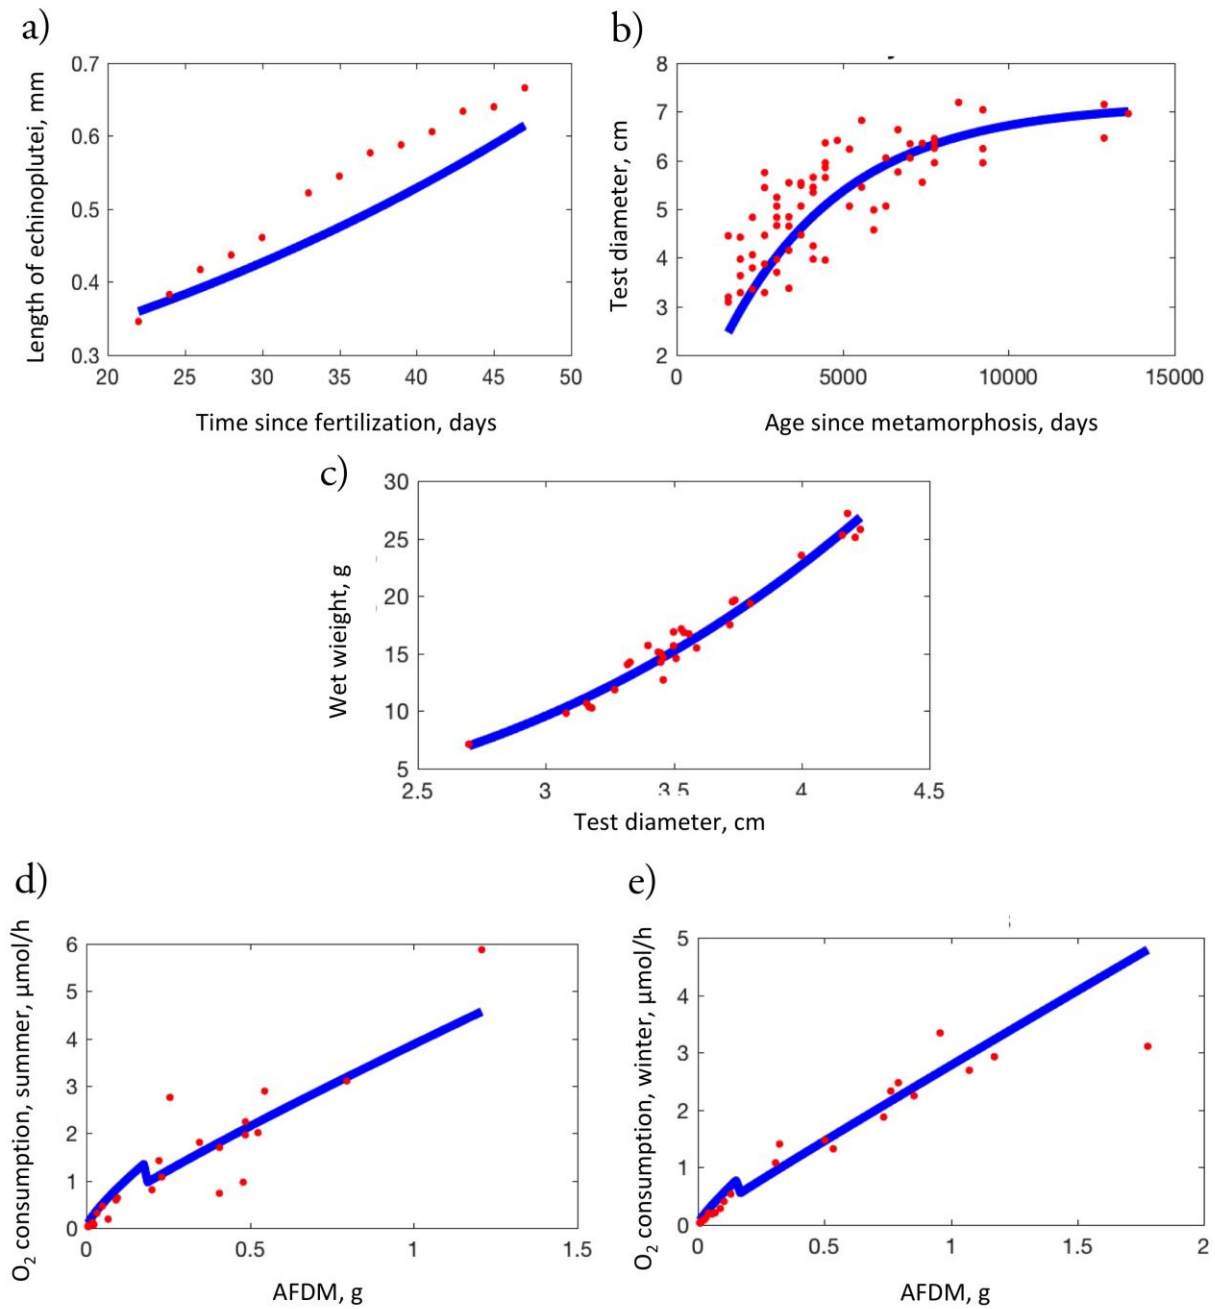 a)
0.7
0.6
0.5
0.4
0.3
20 25 30 35 40 45 50
Length of echinoplutei, mm
Time since fertilization, days
b)
8
7
6
5
4
3
2
0 5000 10000 15000
Test diameter, cm
Age since metamorphosis, days
c)
30
25
20
15
10
5
2.5 3 3.5 4 4.5
Wet wieight, g
Test diameter, cm
d)
6
5
4
3
2
1
0
0 0.5 1 1.5
O₂ consumption, summer, µmol/h
AFDM, g
e)
5
4
3
2
1
0
0 0.5 1 1.5 2
O₂ consumption, winter, µmol/h
AFDM, g